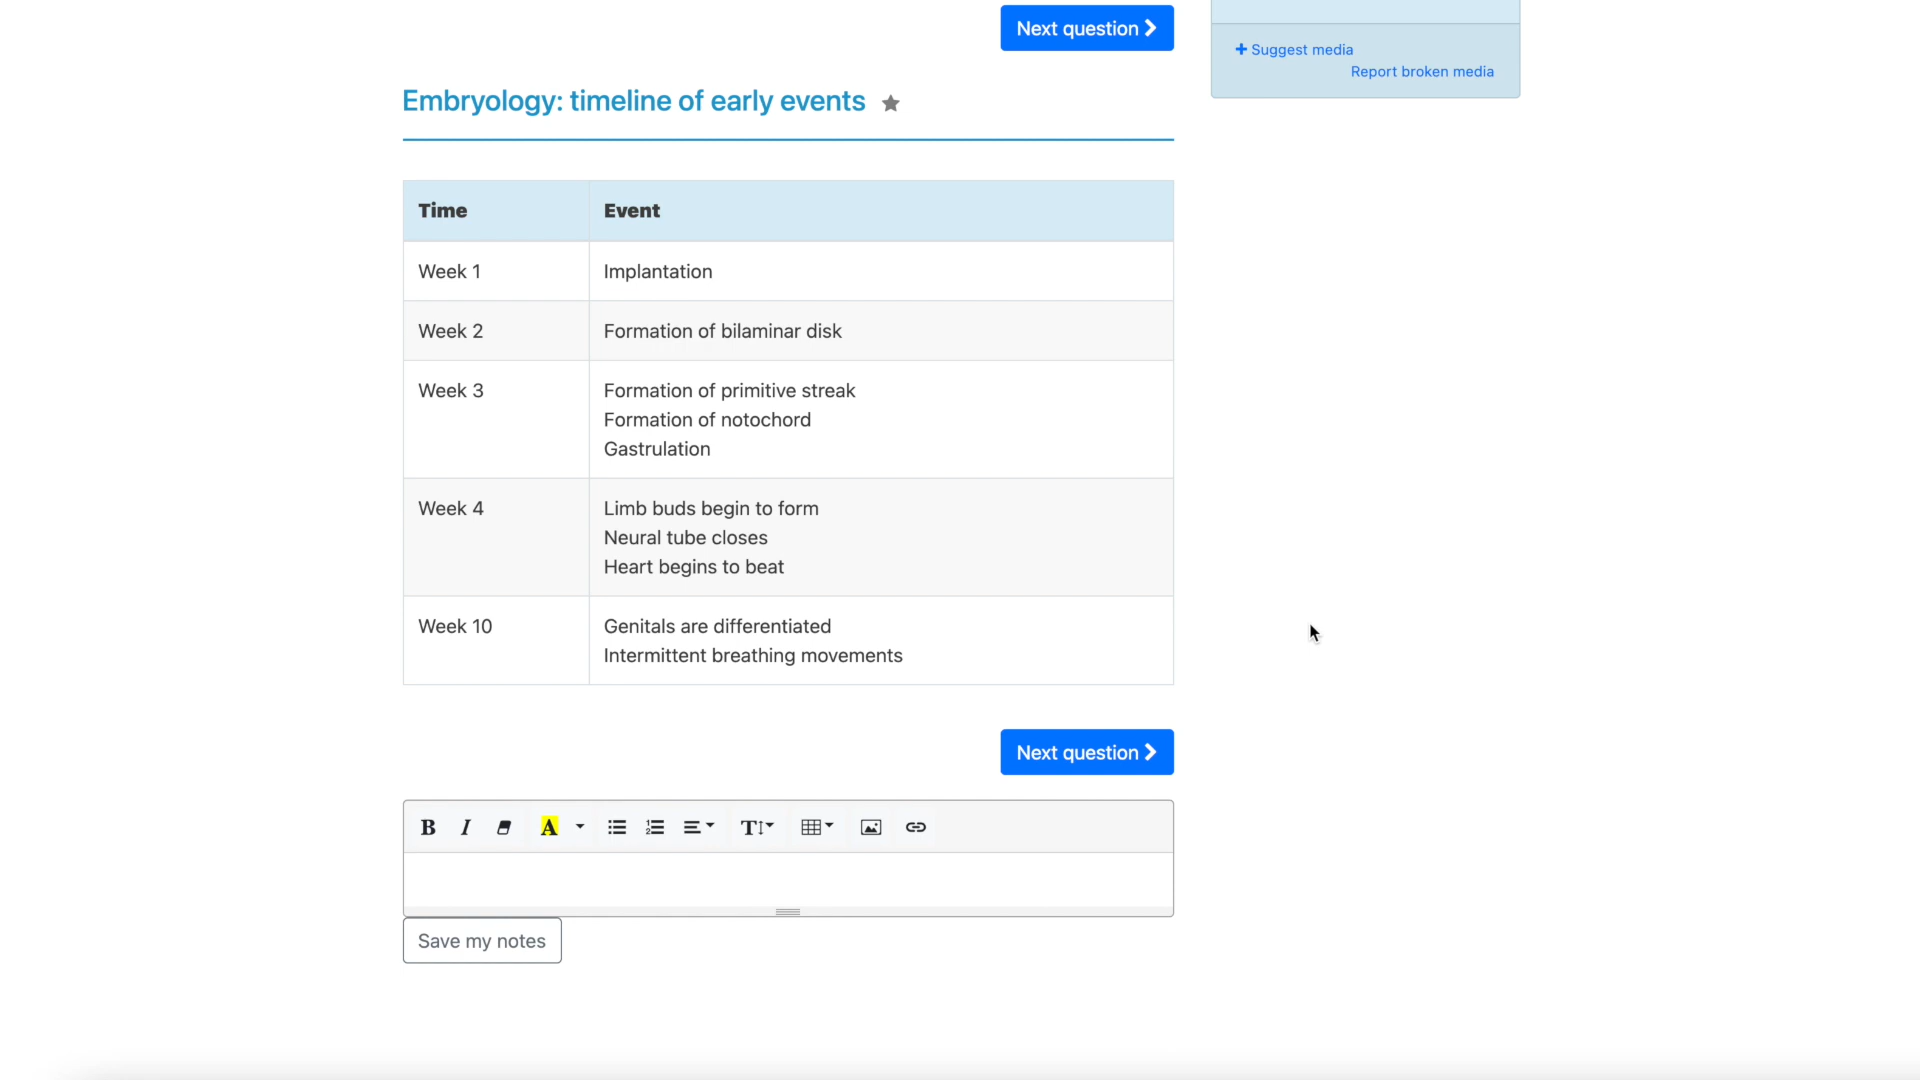 Next question
Suggest media
Report broken media
Embryology: timeline of early events
Time Event
Week 1 Implantation
Week 2 Formation of bilaminar disk
Week 3 Formation of primitive streak
Formation of notochord
Gastrulation
Week 4 Limb buds begin to form
Neural tube closes
Heart begins to beat
Week 10 Genitals are differentiated
Intermittent breathing movements
Next question
B I A T
Save my notes